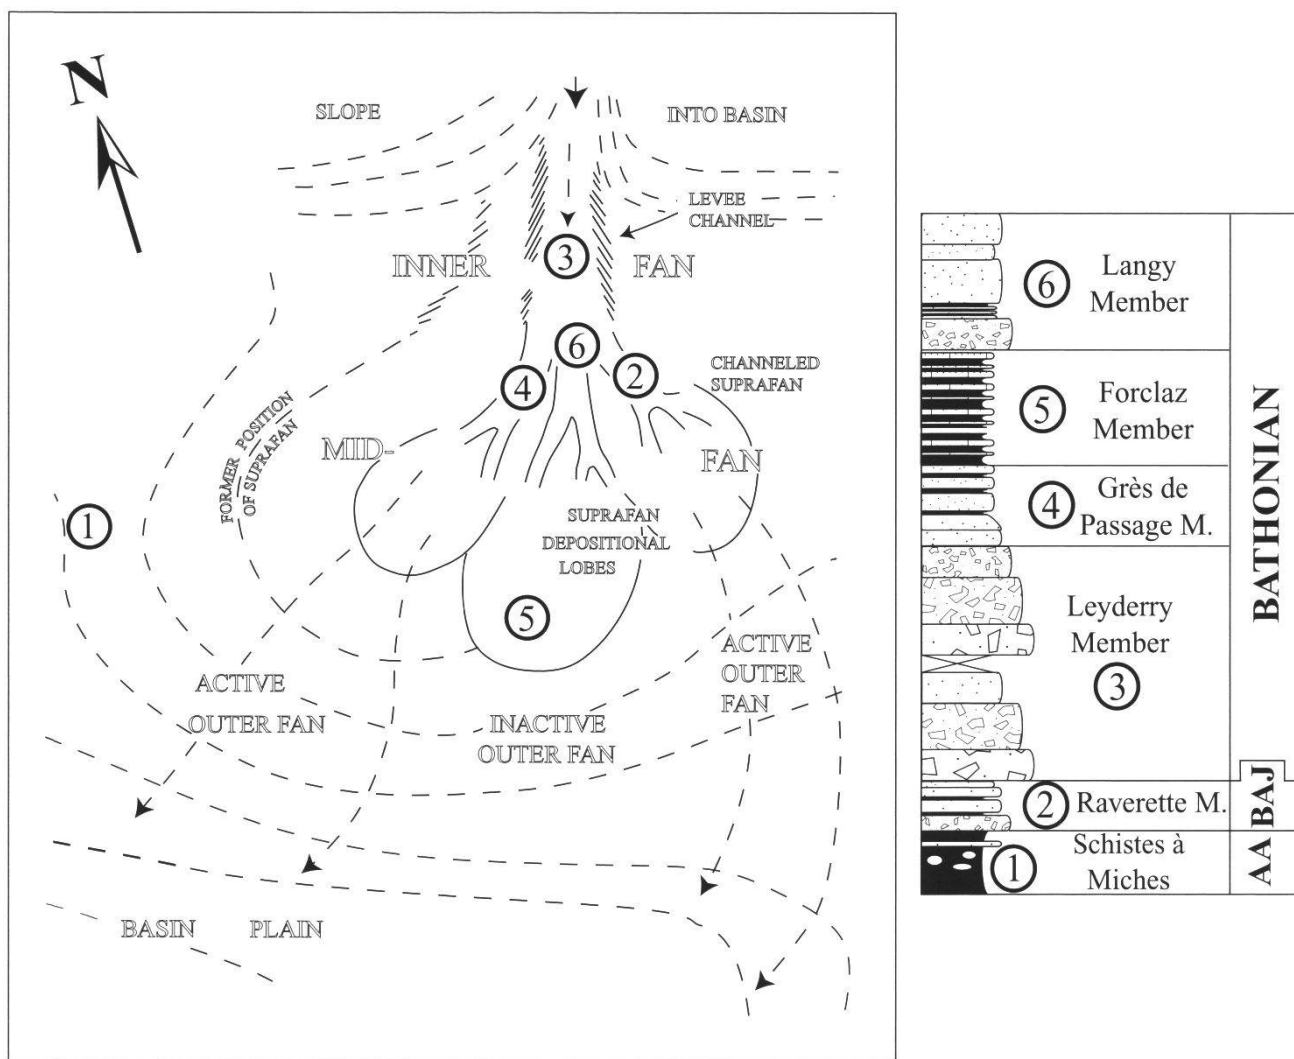 N
SLOPE
INTO BASIN
LEVEE
CHANNEL
3
INNER
FAN
6
4
2
CHANNELED
SUPRAFAN
FORMER POSITION
OF SUPRAFAN
MID-
FAN
1
SUPRAFAN
DEPOSITIONAL
LOBES
5
ACTIVE
OUTER FAN
INACTIVE
OUTER FAN
ACTIVE
OUTER
FAN
BASIN PLAIN
6 Langy
Member
5 Forclaz
Member
4 Grès de
Passage M.
Leyderry
Member
3
2 Raverette M.
Schistes à
1 Miches
BATHONIAN
BAJ
AA